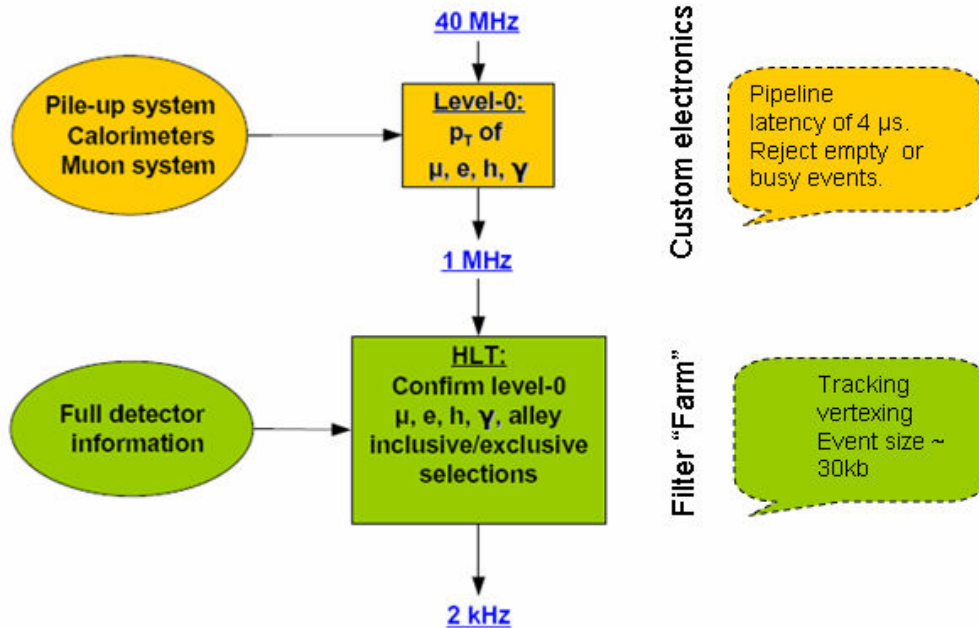 40 MHz
Pile-up system
Calorimeters
Muon system
Level-0:
pT of
μ, e, h, γ
Custom electronics
Pipeline
latency of 4 μs.
Reject empty or
busy events.
1 MHz
Full detector
information
HLT:
Confirm level-0
μ, e, h, γ, alley
inclusive/exclusive
selections
Filter “Farm”
Tracking
vertexing
Event size ~
30kb
2 kHz